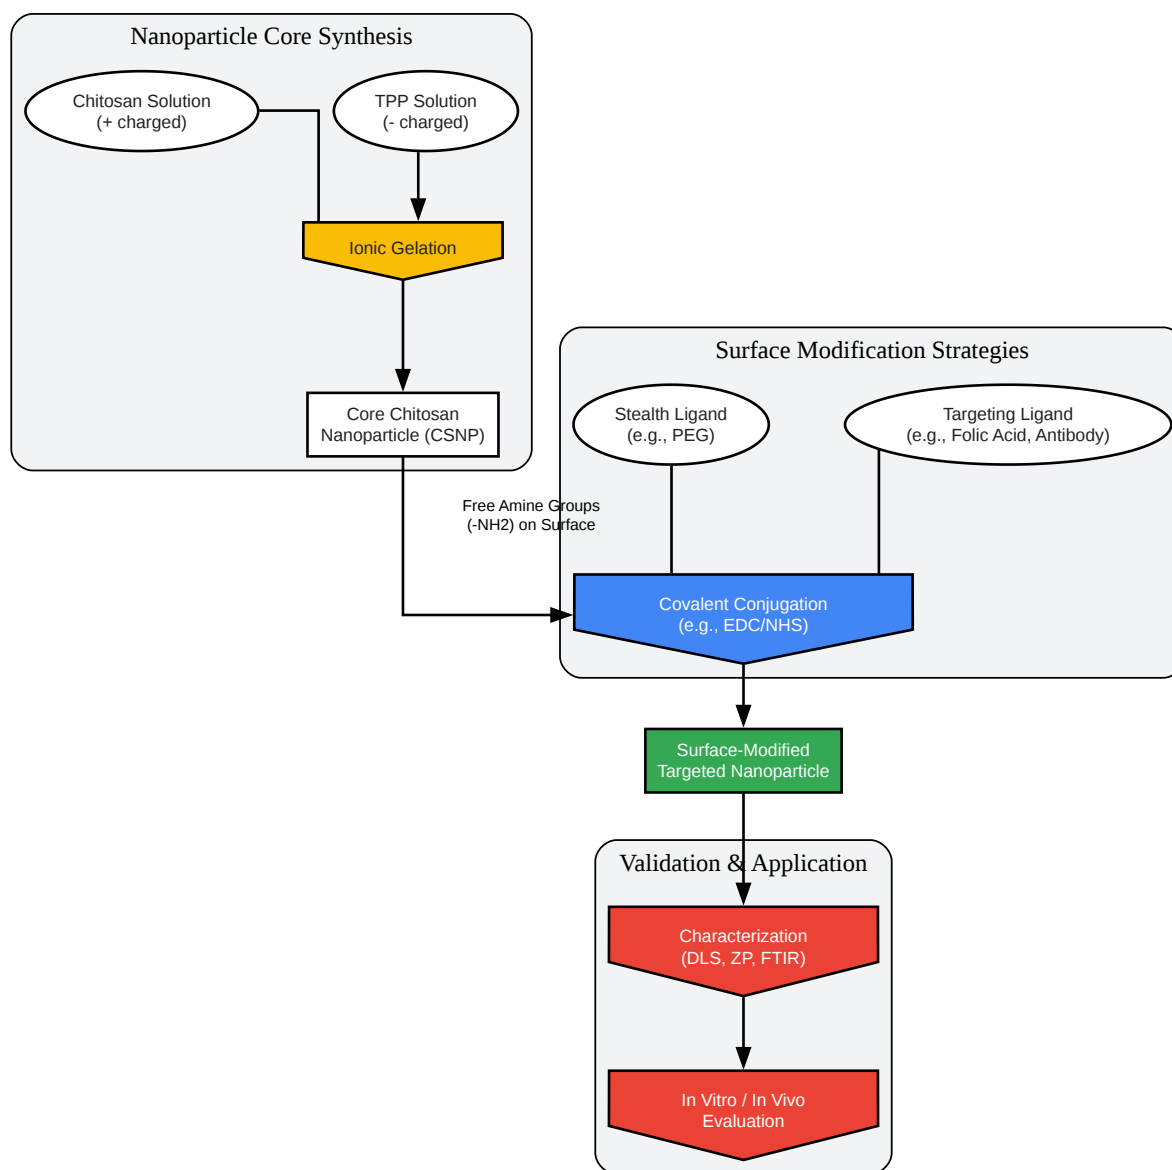 Nanoparticle Core Synthesis
Chitosan Solution
(+ charged)
TPP Solution
(- charged)
Ionic Gelation
Core Chitosan
Nanoparticle (CSNP)
Surface Modification Strategies
Stealth Ligand
(e.g., PEG)
Targeting Ligand
(e.g., Folic Acid, Antibody)
Free Amine Groups
(-NH2) on Surface
Covalent Conjugation
(e.g., EDC/NHS)
Surface-Modified
Targeted Nanoparticle
Validation & Application
Characterization
(DLS, ZP, FTIR)
In Vitro / In Vivo
Evaluation